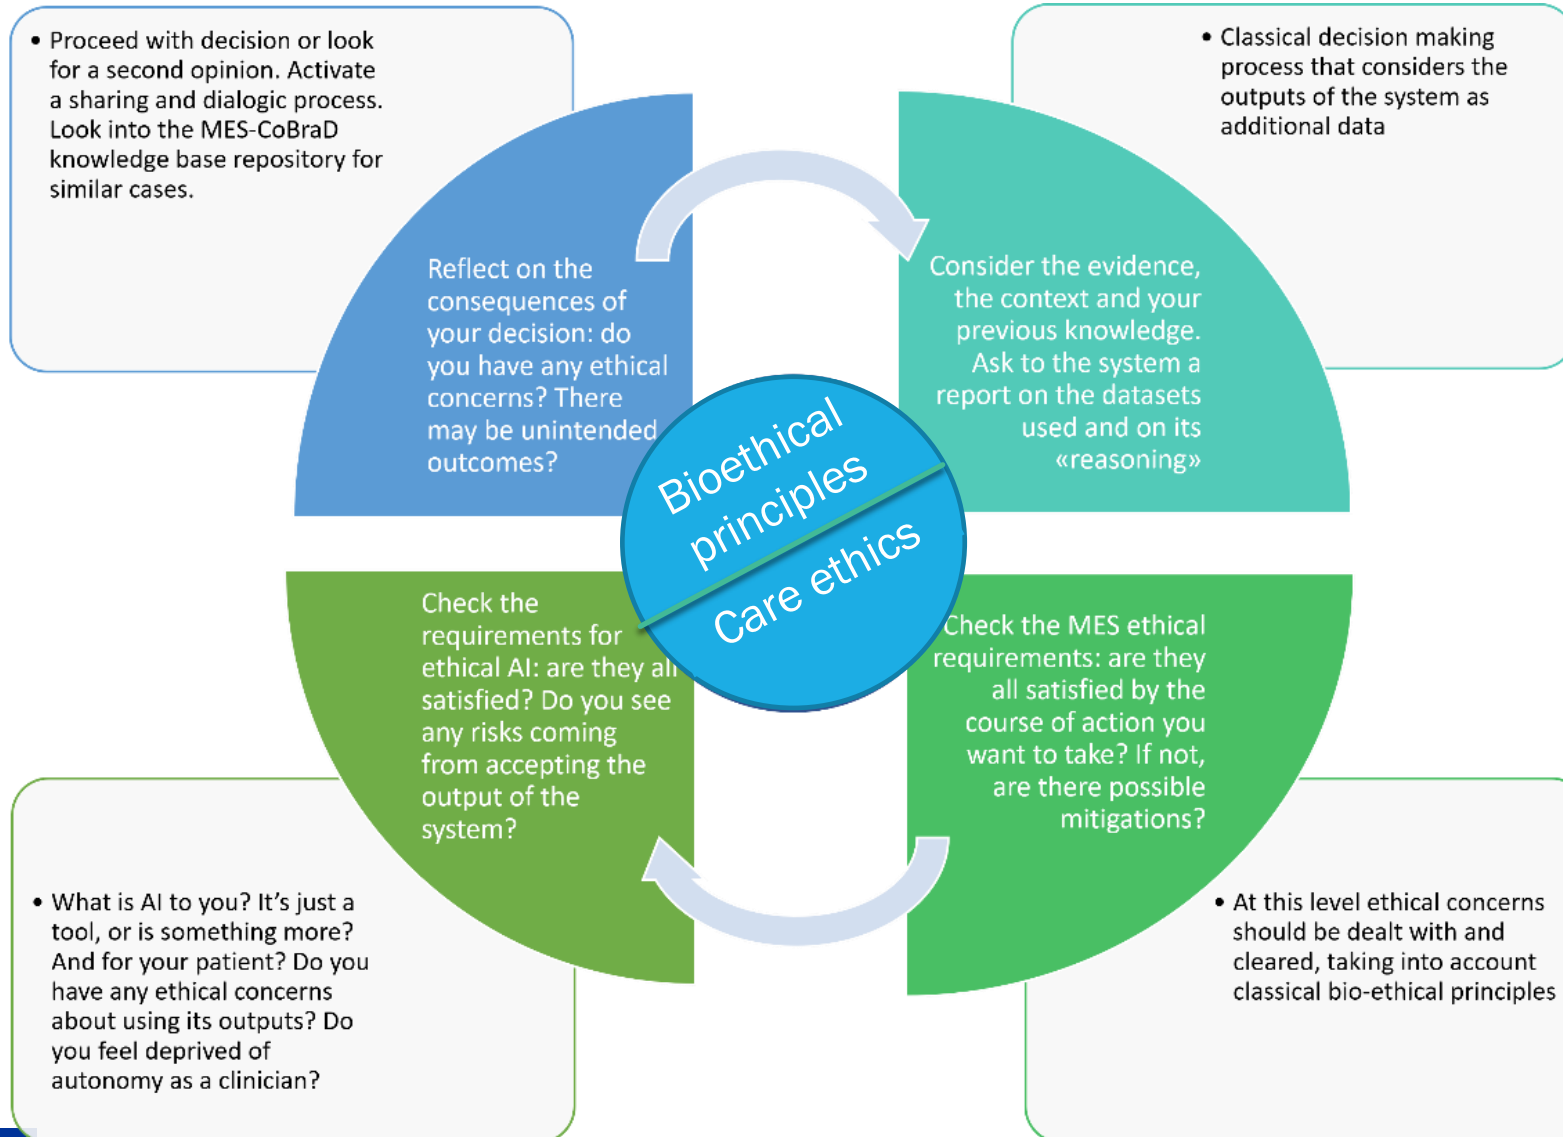 • Proceed with decision or look
for a second opinion. Activate
a sharing and dialogic process.
Look into the MES-CoBraD
knowledge base repository for
similar cases.
• Classical decision making
process that considers the
outputs of the system as
additional data
Reflect on the
consequences of
your decision: do
you have any ethical
concerns? There
may be unintended
outcomes?
Consider the evidence,
the context and your
previous knowledge.
Ask to the system a
report on the datasets
used and on its
«reasoning»
Bioethical
principles
Care ethics
Check the
requirements for
ethical AI: are they all
satisfied? Do you see
any risks coming
from accepting the
output of the
system?
Check the MES ethical
requirements: are they
all satisfied by the
course of action you
want to take? If not,
are there possible
mitigations?
• What is AI to you? It’s just a
tool, or is something more?
And for your patient? Do you
have any ethical concerns
about using its outputs? Do
you feel deprived of
autonomy as a clinician?
• At this level ethical concerns
should be dealt with and
cleared, taking into account
classical bio-ethical principles